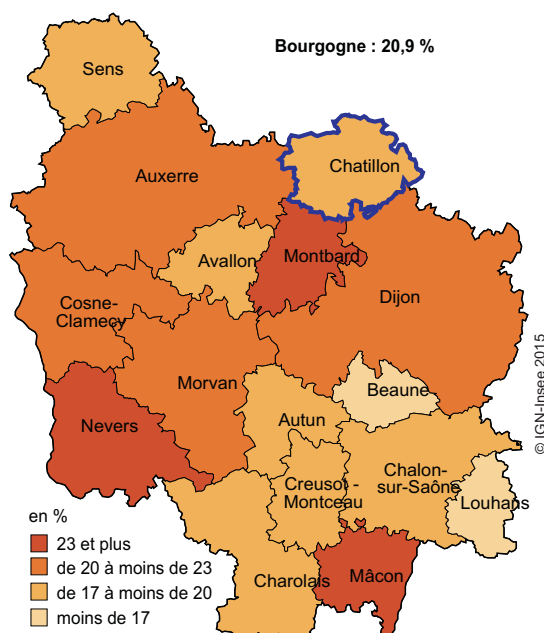 Bourgogne : 20,9 %
Sens
Chatillon
Auxerre
Avallon
Montbard
Dijon
Cosne-
Clamecy
Morvan
Beaune
Nevers
Autun
Creusot -
Montceau
Chalon-
sur-Saône
Louhans
Charolais
Mâcon
en %
23 et plus
de 20 à moins de 23
de 17 à moins de 20
moins de 17
© IGN-Insee 2015